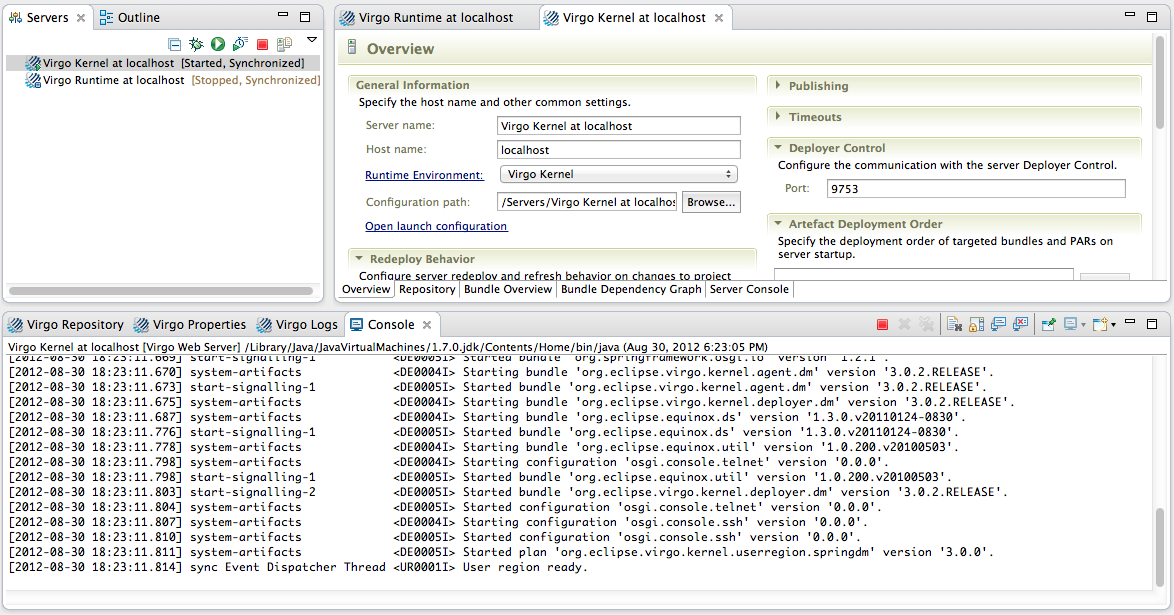 Servers
Outline
Virgo Kernel at localhost [Started, Synchronized]
Virgo Runtime at localhost [Stopped, Synchronized]
Virgo Runtime at localhost
Virgo Kernel at localhost
Overview
General Information
Specify the host name and other common settings.
Server name: Virgo Kernel at localhost
Host name: localhost
Runtime Environment: Virgo Kernel
Configuration path: /Servers/Virgo Kernel at localhos Browse...
Open launch configuration
Redeploy Behavior
Configure server redeploy and refresh behavior on changes to project
Publishing
Timeouts
Deployer Control
Configure the communication with the server Deployer Control.
Port: 9753
Artefact Deployment Order
Specify the deployment order of targeted bundles and PARs on
server startup.
Overview Repository Bundle Overview Bundle Dependency Graph Server Console
Virgo Repository Virgo Properties Virgo Logs Console
Virgo Kernel at localhost [Virgo Web Server] /Library/Java/JavaVirtualMachines/1.7.0.jdk/Contents/Home/bin/java (Aug 30, 2012 6:23:05 PM)
[2012-08-30 18:23:11.669] start-signalling-1 <DE0005I> Started bundle 'org.springframework.osgi.io' version '1.2.1'.
[2012-08-30 18:23:11.670] system-artifacts <DE0004I> Starting bundle 'org.eclipse.virgo.kernel.agent.dm' version '3.0.2.RELEASE'.
[2012-08-30 18:23:11.673] start-signalling-1 <DE0005I> Started bundle 'org.eclipse.virgo.kernel.agent.dm' version '3.0.2.RELEASE'.
[2012-08-30 18:23:11.675] system-artifacts <DE0004I> Starting bundle 'org.eclipse.virgo.kernel.deployer.dm' version '3.0.2.RELEASE'.
[2012-08-30 18:23:11.687] system-artifacts <DE0004I> Starting bundle 'org.eclipse.equinox.ds' version '1.3.0.v20110124-0830'.
[2012-08-30 18:23:11.776] start-signalling-1 <DE0005I> Started bundle 'org.eclipse.equinox.ds' version '1.3.0.v20110124-0830'.
[2012-08-30 18:23:11.778] system-artifacts <DE0004I> Starting bundle 'org.eclipse.equinox.util' version '1.0.200.v20100503'.
[2012-08-30 18:23:11.798] system-artifacts <DE0004I> Starting configuration 'osgi.console.telnet' version '0.0.0'.
[2012-08-30 18:23:11.798] start-signalling-1 <DE0005I> Started bundle 'org.eclipse.equinox.util' version '1.0.200.v20100503'.
[2012-08-30 18:23:11.803] start-signalling-2 <DE0005I> Started bundle 'org.eclipse.virgo.kernel.deployer.dm' version '3.0.2.RELEASE'.
[2012-08-30 18:23:11.804] system-artifacts <DE0005I> Started configuration 'osgi.console.telnet' version '0.0.0'.
[2012-08-30 18:23:11.807] system-artifacts <DE0004I> Starting configuration 'osgi.console.ssh' version '0.0.0'.
[2012-08-30 18:23:11.810] system-artifacts <DE0005I> Started configuration 'osgi.console.ssh' version '0.0.0'.
[2012-08-30 18:23:11.811] system-artifacts <DE0005I> Started plan 'org.eclipse.virgo.kernel.userregion.springdm' version '3.0.0'.
[2012-08-30 18:23:11.814] sync Event Dispatcher Thread <UR0001I> User region ready.